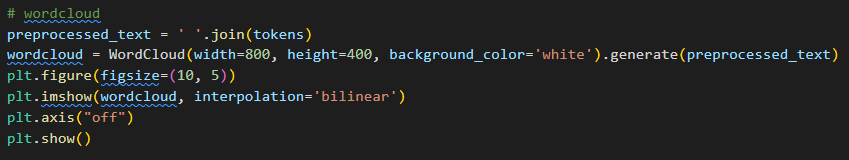 # wordcloud
preprocessed_text = ' '.join(tokens)
wordcloud = WordCloud(width=800, height=400, background_color='white').generate(preprocessed_text)
plt.figure(figsize=(10, 5))
plt.imshow(wordcloud, interpolation='bilinear')
plt.axis("off")
plt.show()